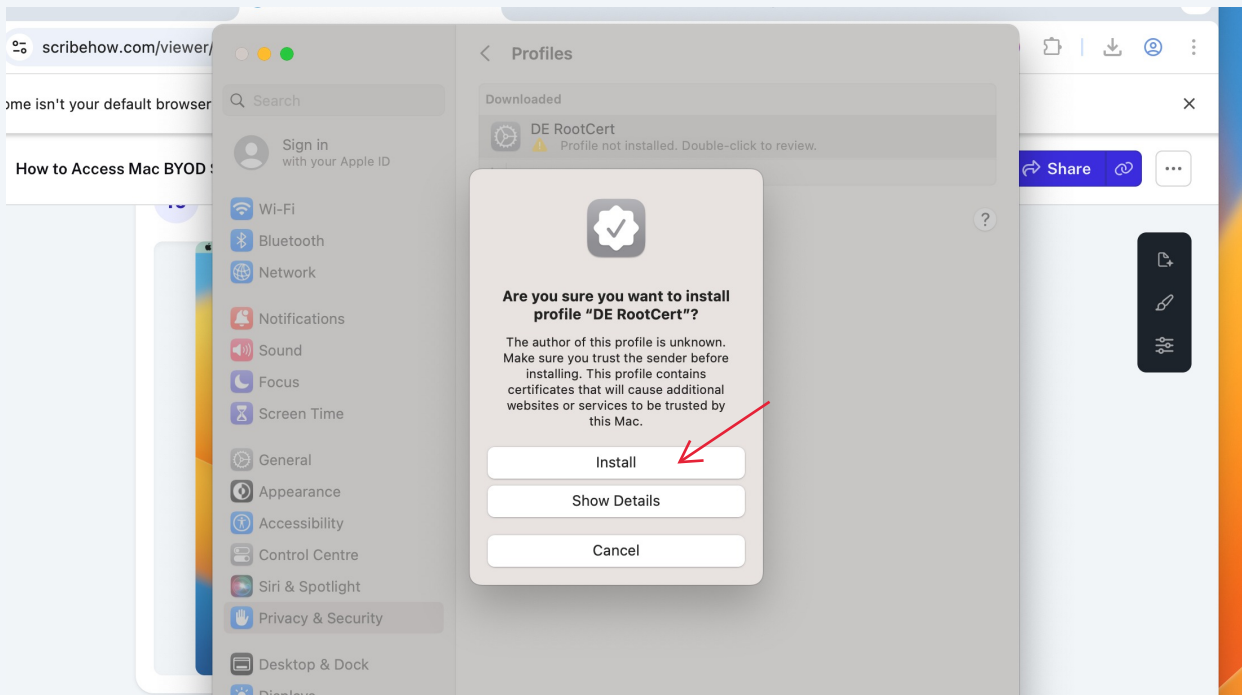 scribehow.com/viewer/
ome isn't your default browser
How to Access Mac BYOD
Share
Search
Sign in
with your Apple ID
Wi-Fi
Bluetooth
Network
Notifications
Sound
Focus
Screen Time
General
Appearance
Accessibility
Control Centre
Siri & Spotlight
Privacy & Security
Desktop & Dock
Displays
Profiles
Downloaded
DE RootCert
Profile not installed. Double-click to review.
?
Are you sure you want to install
profile “DE RootCert”?
The author of this profile is unknown.
Make sure you trust the sender before
installing. This profile contains
certificates that will cause additional
websites or services to be trusted by
this Mac.
Install
Show Details
Cancel